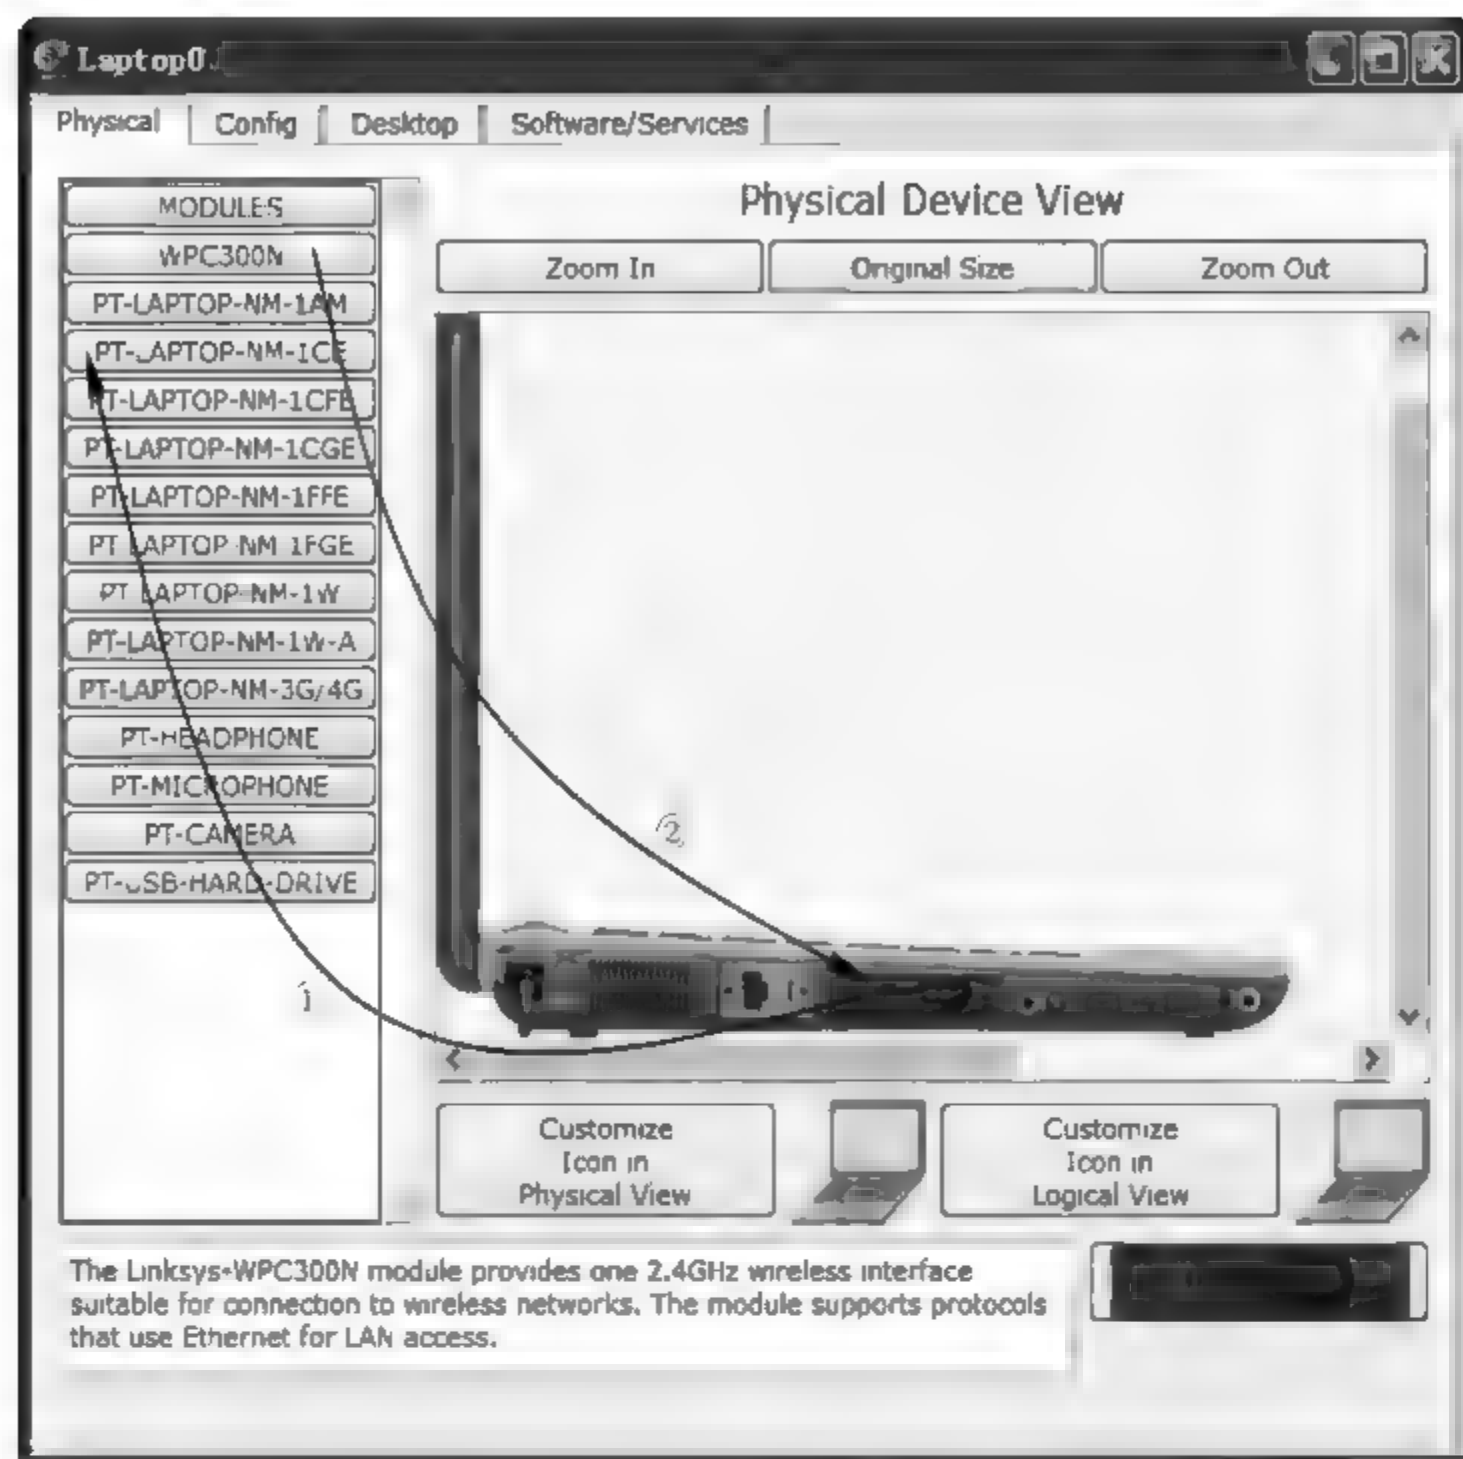 Laptop0
Physical
Config
Desktop
Software/Services
MODULES
WPC300N
PT-LAPTOP-NM-1AM
PT-LAPTOP-NM-1CE
PT-LAPTOP-NM-1CFE
PT-LAPTOP-NM-1CGE
PT-LAPTOP-NM-1FFE
PT-LAPTOP-NM-1FGE
PT-LAPTOP-NM-1W
PT-LAPTOP-NM-1W-A
PT-LAPTOP-NM-3G/4G
PT-HEADPHONE
PT-MICROPHONE
PT-CAMERA
PT-USB-HARD-DRIVE
Physical Device View
Zoom In
Original Size
Zoom Out
2
1
Customize
Icon in
Physical View
Customize
Icon in
Logical View
The Linksys-WPC300N module provides one 2.4GHz wireless interface
suitable for connection to wireless networks. The module supports protocols
that use Ethernet for LAN access.